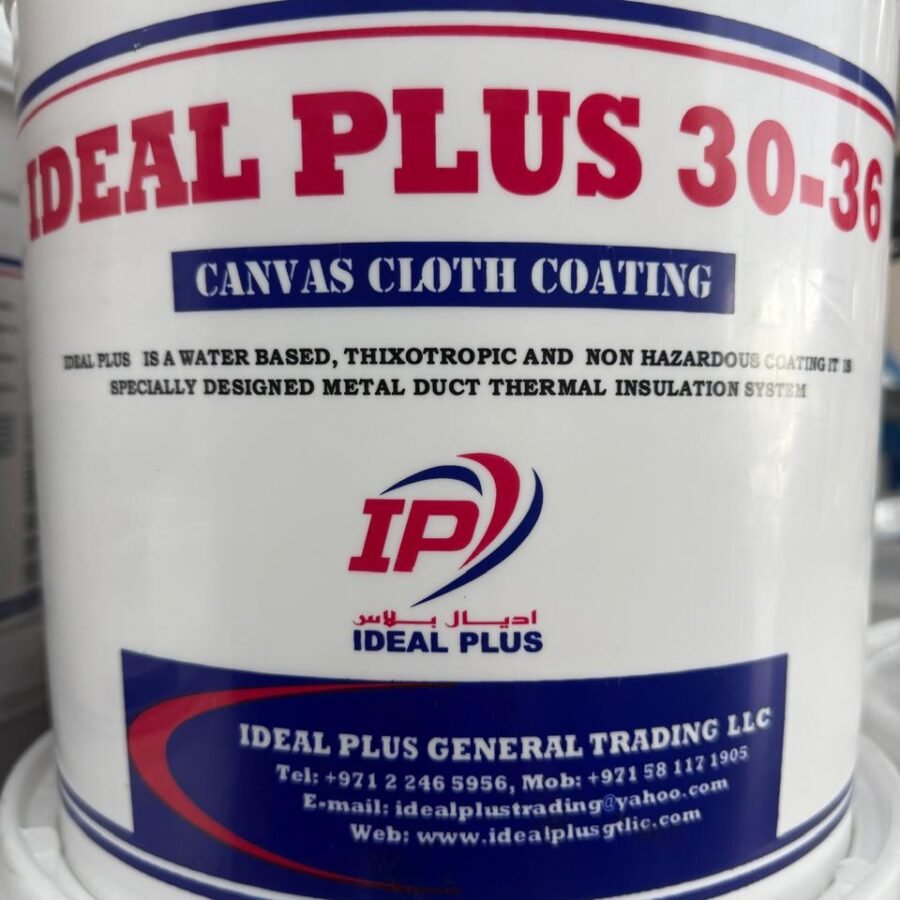 IDEAL PLUS 30-36
CANVAS CLOTH COATING
IDEAL PLUS IS A WATER BASED, THIXOTROPIC AND NON HAZARDOUS COATING IT IS
SPECIALLY DESIGNED METAL DUCT THERMAL INSULATION SYSTEM
IP
اديال بلاس
IDEAL PLUS
IDEAL PLUS GENERAL TRADING LLC
Tel: +971 2 246 5956, Mob: +971 58 117 1905
E-mail: idealplustrading@yahoo.com
Web: www.idealplusgtllc.com